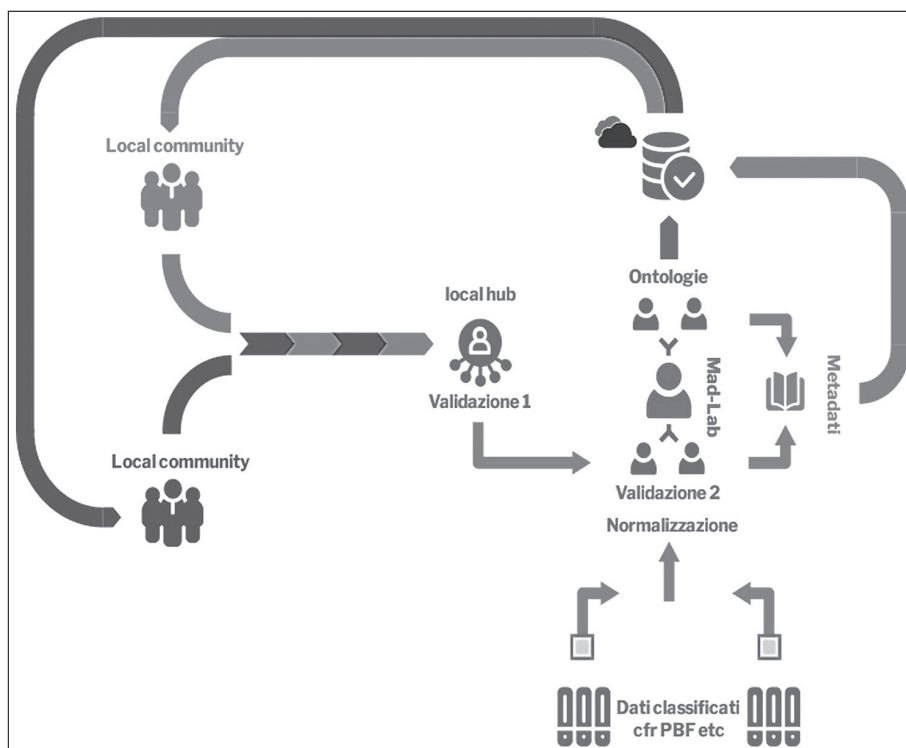 Local community
local hub
Validazione 1
Local community
Ontologie
Mad-Lab
Metadati
Validazione 2
Normalizzazione
Dati classificati
cfr PBF etc